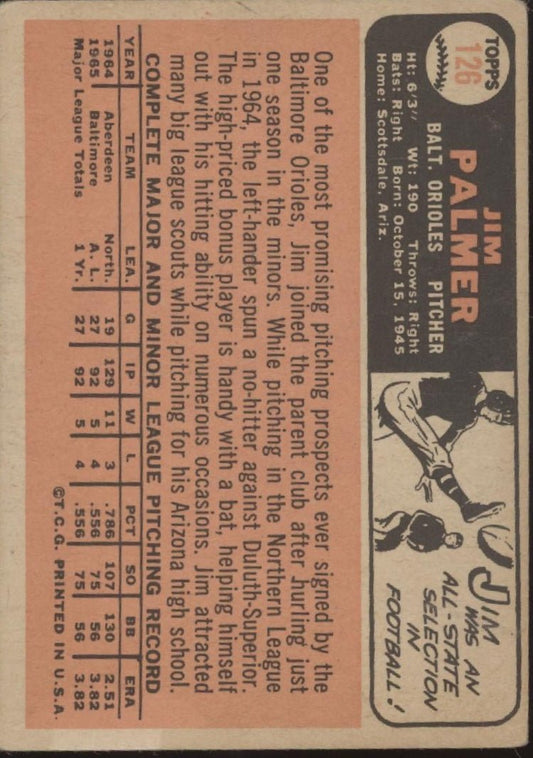 TOPPS
126
JIM
PALMER
BALT. ORIOLES PITCHER
Ht: 6'3" Wt: 190 Throws: Right
Bats: Right Born: October 15, 1945
Home: Scottsdale, Ariz.
JIM
WAS AN
ALL-STATE
SELECTION
IN
FOOTBALL!
One of the most promising pitching prospects ever signed by the
Baltimore Orioles, Jim joined the parent club after hurling just
one season in the minors. While pitching in the Northern League
in 1964, the left-hander spun a no-hitter against Duluth-Superior.
The high-priced bonus player is handy with a bat, helping himself
out with his hitting ability on numerous occasions. Jim attracted
many big league scouts while pitching for his Arizona high school.
COMPLETE MAJOR AND MINOR LEAGUE PITCHING RECORD
YEAR TEAM LEA. G IP W L PCT SO BB ERA
1964 Aberdeen North. 19 129 11 3 .786 107 130 2.51
1965 Baltimore A. L. 27 92 5 4 .556 75 56 3.82
Major League Totals 1 Yr. 27 92 5 4 .556 75 56 3.82
©T.C.G. PRINTED IN U.S.A.